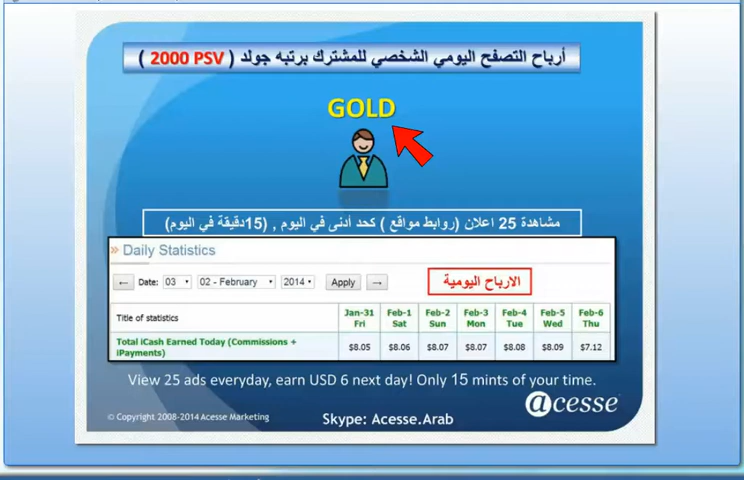 أرباح التصفح اليومي الشخصي للمشترك برتبه جولد ( 2000 PSV )
GOLD
مشاهدة 25 اعلان (روابط مواقع ) كحد أدنى في اليوم , (15دقيقة في اليوم)
» Daily Statistics
← Date: 03 02 - February 2014 Apply →
الارباح اليومية
Title of statistics Jan-31 Fri Feb-1 Sat Feb-2 Sun Feb-3 Mon Feb-4 Tue Feb-5 Wed Feb-6 Thu
Total iCash Earned Today (Commissions + iPayments) $8.05 $8.06 $8.07 $8.07 $8.08 $8.09 $7.12
View 25 ads everyday, earn USD 6 next day! Only 15 mints of your time.
acesse
© Copyright 2008-2014 Acesse Marketing
Skype: Acesse.Arab